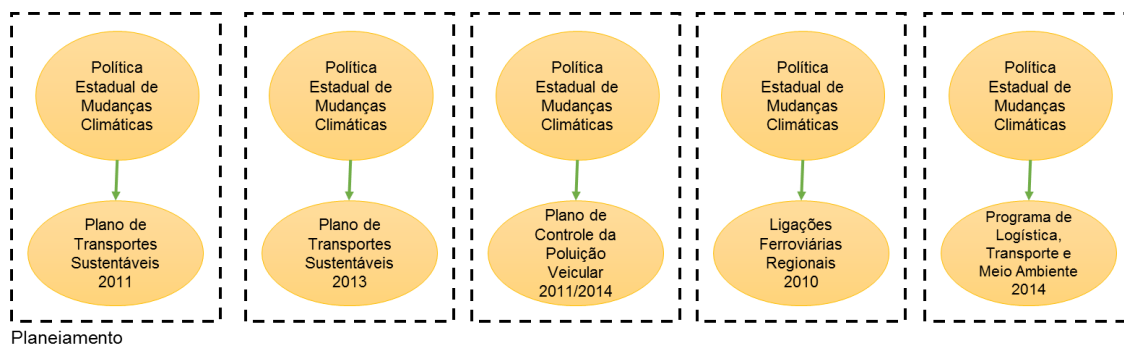 Política
Estadual de
Mudanças
Climáticas
Plano de
Transportes
Sustentáveis
2011
Política
Estadual de
Mudanças
Climáticas
Plano de
Transportes
Sustentáveis
2013
Política
Estadual de
Mudanças
Climáticas
Plano de
Controle da
Poluição
Veicular
2011/2014
Política
Estadual de
Mudanças
Climáticas
Ligações
Ferroviárias
Regionais
2010
Política
Estadual de
Mudanças
Climáticas
Programa de
Logística,
Transporte e
Meio Ambiente
2014
Planejamento